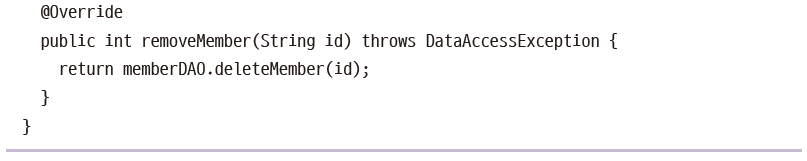 @Override
public int removeMember(String id) throws DataAccessException {
return memberDAO.deleteMember(id);
}
}